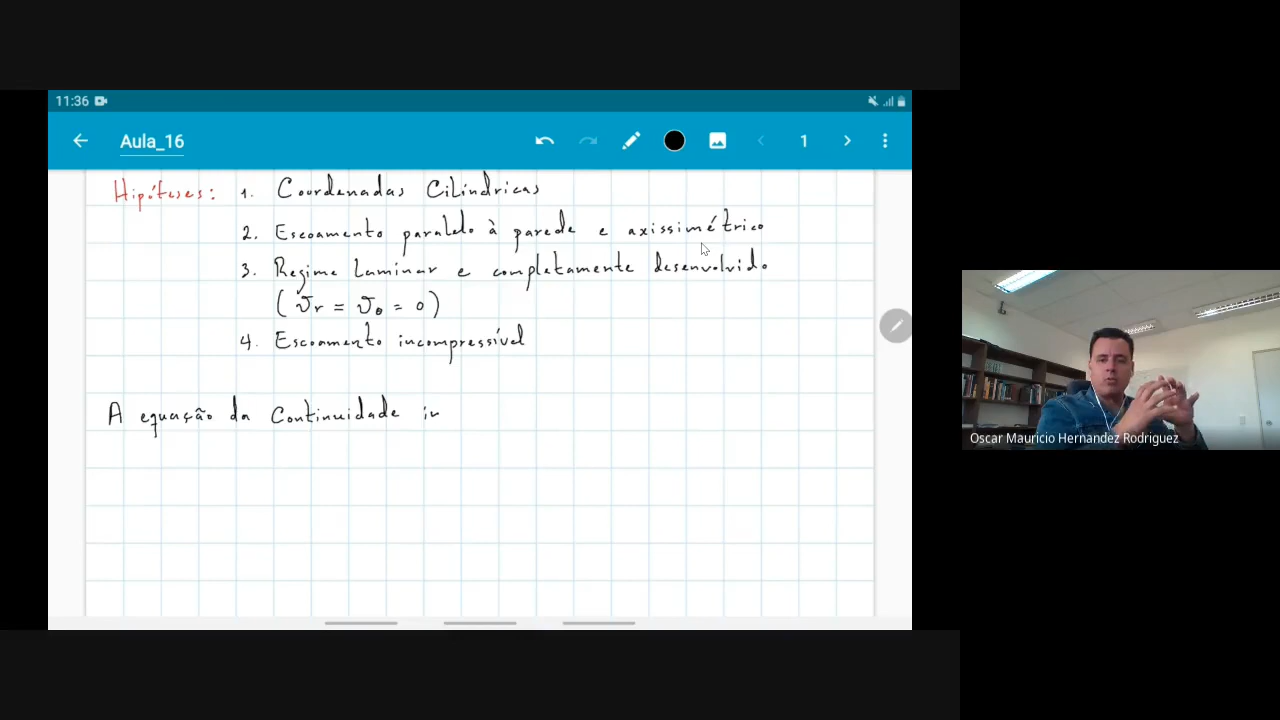 11:36
Aula_16
1
Hipóteses: 1. Coordenadas Cilíndricas
2. Escoamento paralelo à parede e axissimétrico
3. Regime Laminar e completamente desenvolvido
(vr = vθ = 0)
4. Escoamento incompressível
A equação da Continuidade in
Oscar Mauricio Hernandez Rodriguez